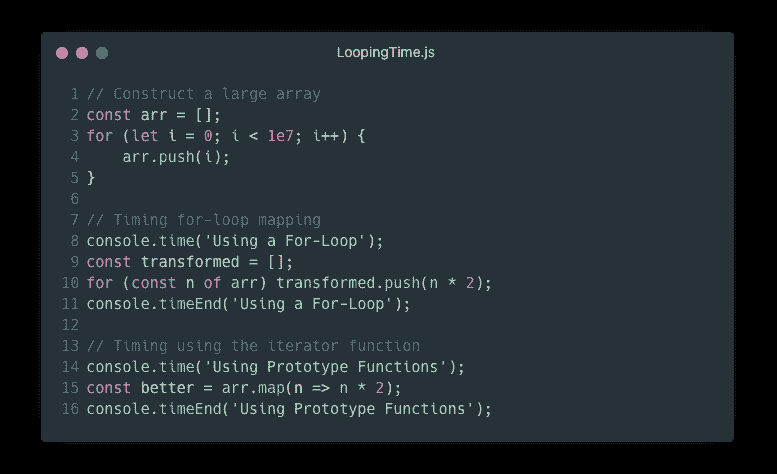 LoopingTime.js
1 // Construct a large array
2 const arr = [];
3 for (let i = 0; i < 1e7; i++) {
4     arr.push(i);
5 }
6
7 // Timing for-loop mapping
8 console.time('Using a For-Loop');
9 const transformed = [];
10 for (const n of arr) transformed.push(n * 2);
11 console.timeEnd('Using a For-Loop');
12
13 // Timing using the iterator function
14 console.time('Using Prototype Functions');
15 const better = arr.map(n => n * 2);
16 console.timeEnd('Using Prototype Functions');